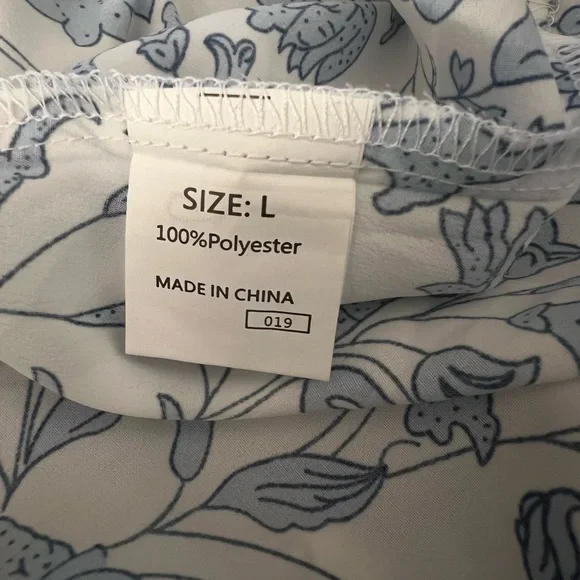 SIZE: L
100%Polyester
MADE IN CHINA
019